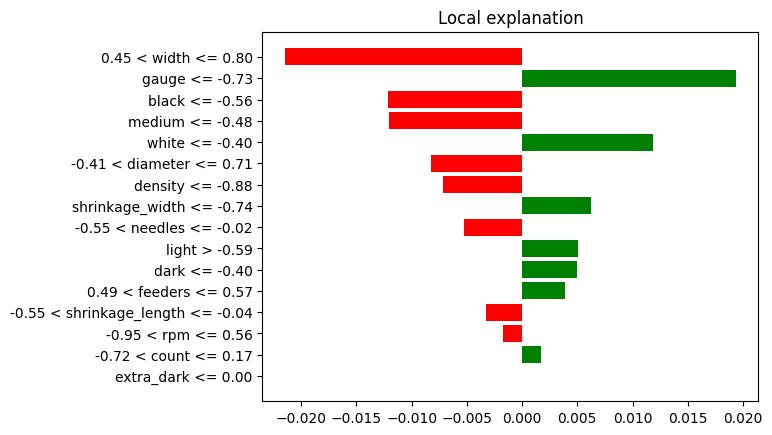 Local explanation
0.45 < width <= 0.80
gauge <= -0.73
black <= -0.56
medium <= -0.48
white <= -0.40
-0.41 < diameter <= 0.71
density <= -0.88
shrinkage_width <= -0.74
-0.55 < needles <= -0.02
light > -0.59
dark <= -0.40
0.49 < feeders <= 0.57
-0.55 < shrinkage_length <= -0.04
-0.95 < rpm <= 0.56
-0.72 < count <= 0.17
extra_dark <= 0.00
−0.020 −0.015 −0.010 −0.005 0.000 0.005 0.010 0.015 0.020